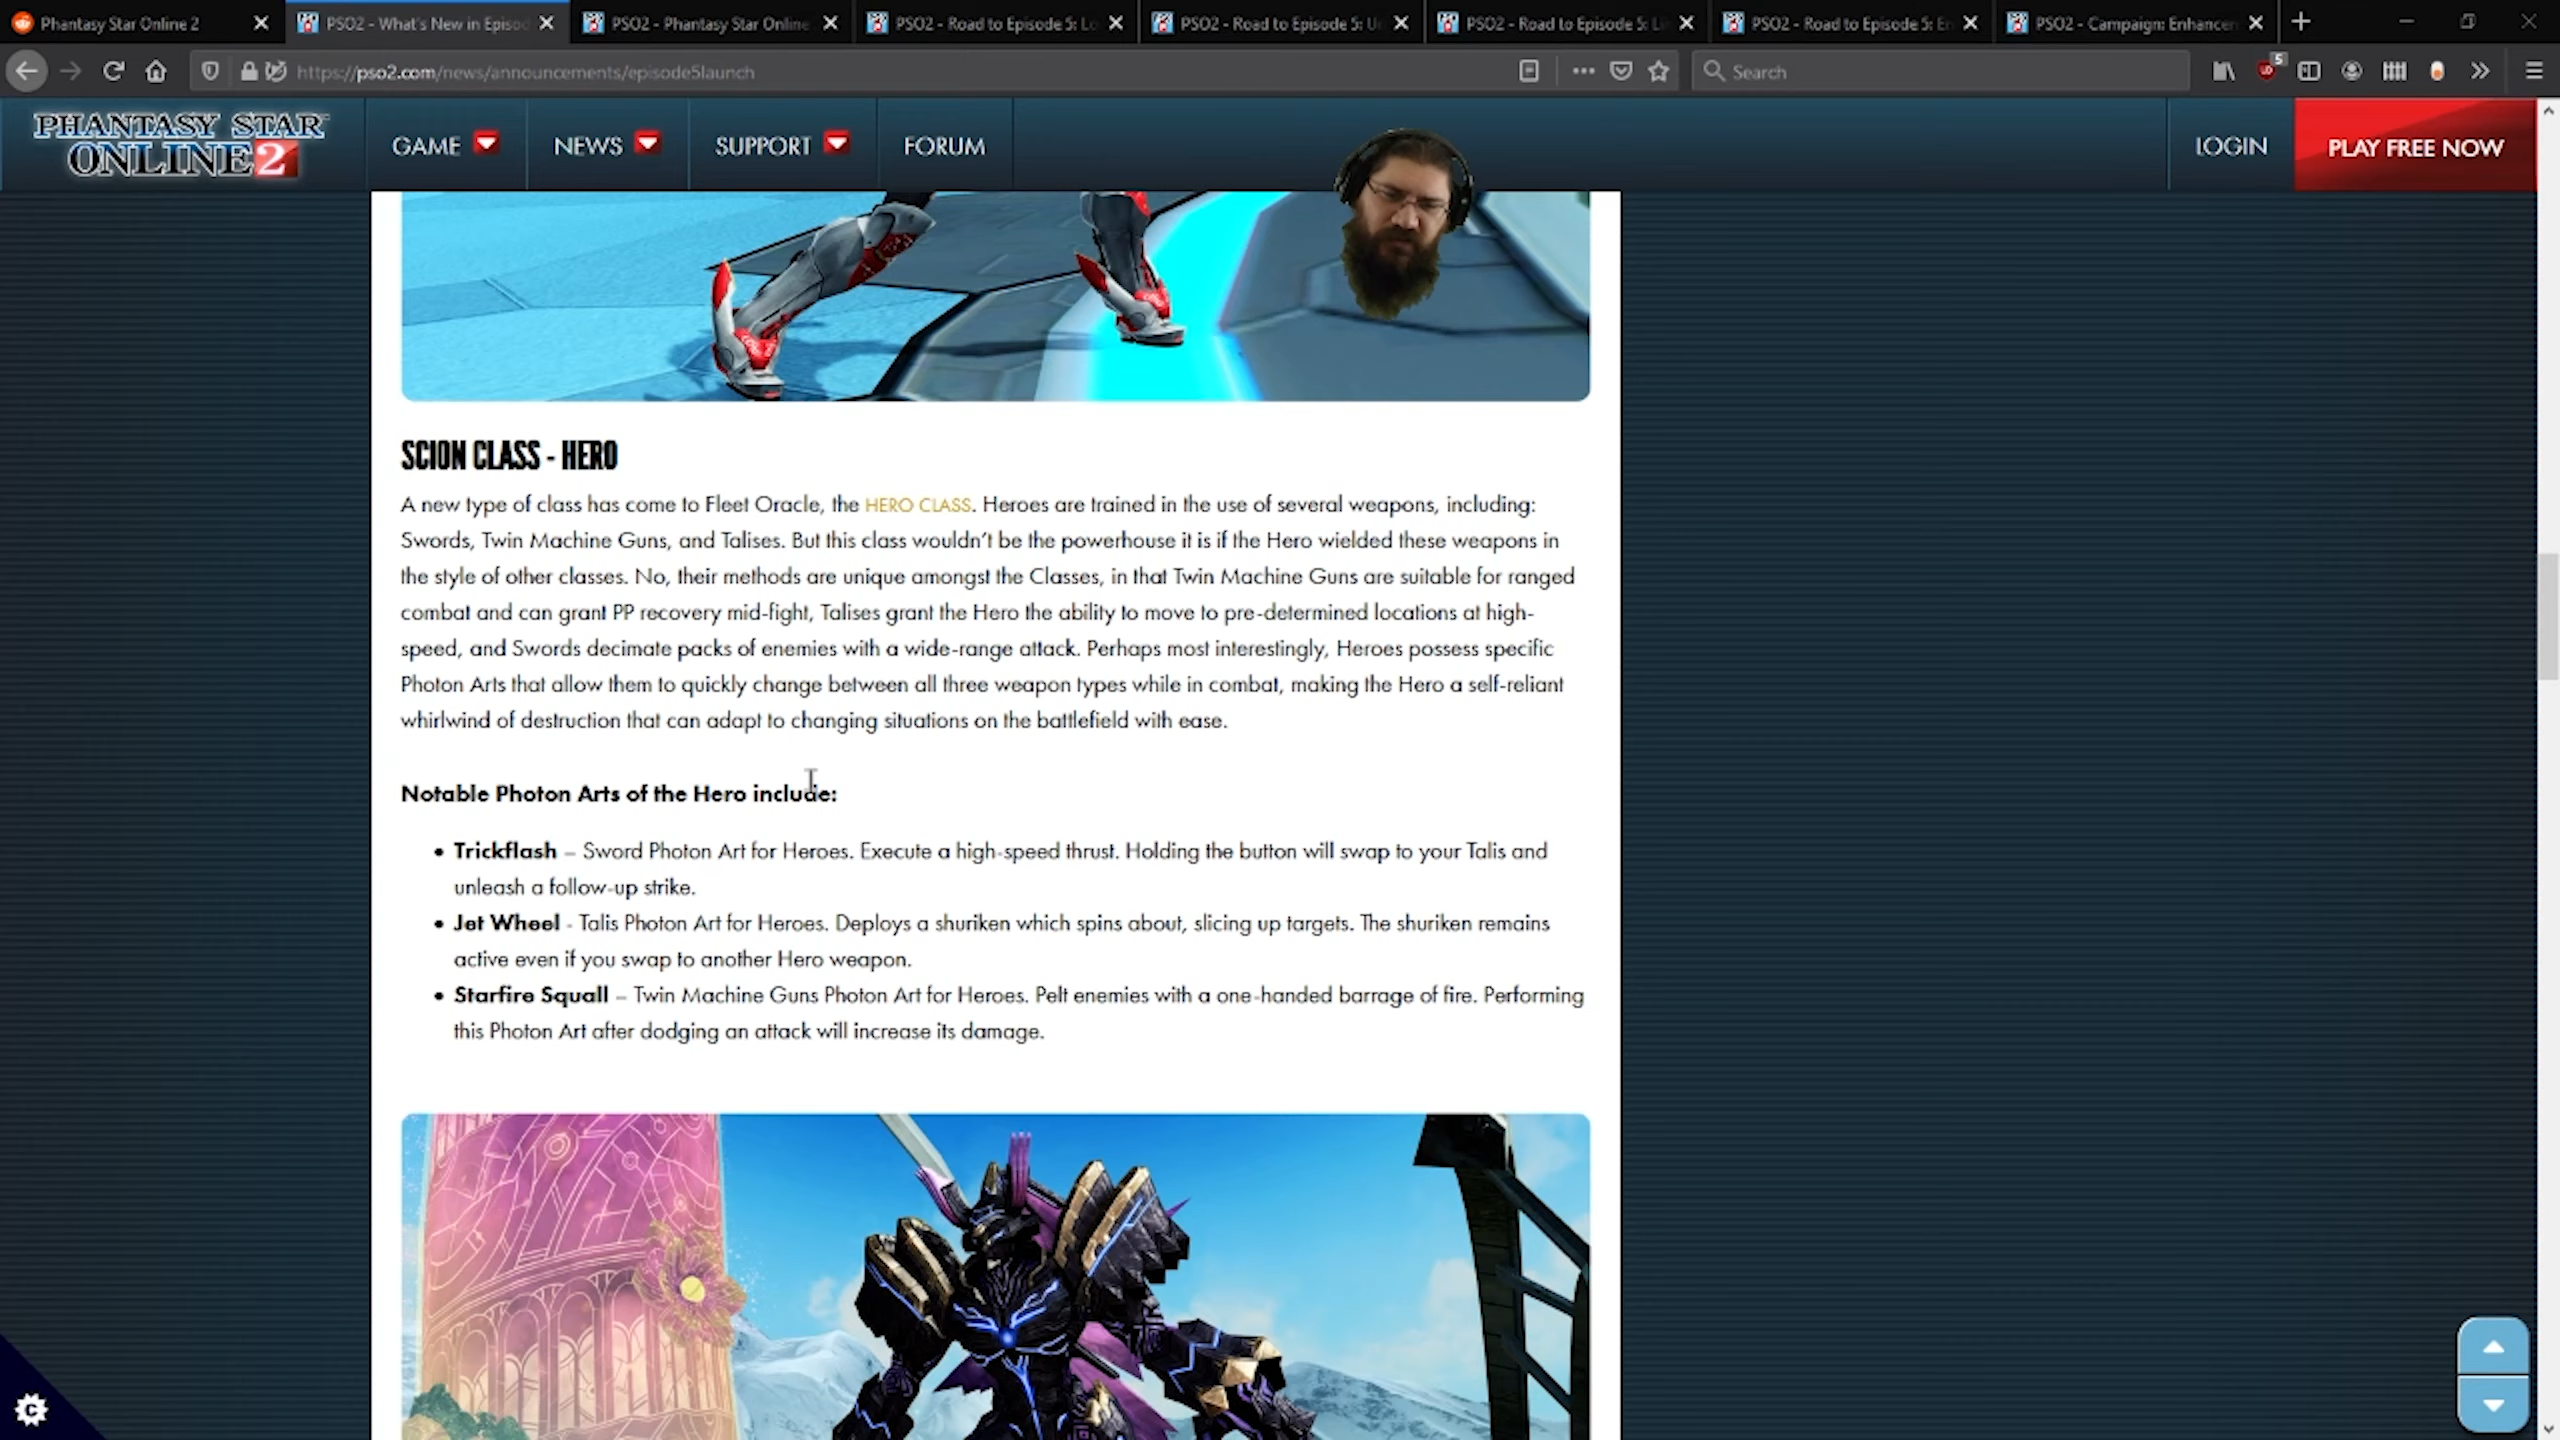 Phantasy Star Online 2
PSO2 - What's New in Episod
PSO2 - Phantasy Star Online
PSO2 - Road to Episode 5: Lo
PSO2 - Road to Episode 5: U
PSO2 - Road to Episode 5: Li
PSO2 - Road to Episode 5: En
PSO2 - Campaign: Enhancem
https://pso2.com/news/announcements/episode5launch
Search
5
PHANTASY STAR
ONLINE 2
GAME
NEWS
SUPPORT
FORUM
LOGIN
PLAY FREE NOW
SCION CLASS - HERO
A new type of class has come to Fleet Oracle, the HERO CLASS. Heroes are trained in the use of several weapons, including:
Swords, Twin Machine Guns, and Talises. But this class wouldn't be the powerhouse it is if the Hero wielded these weapons in
the style of other classes. No, their methods are unique amongst the Classes, in that Twin Machine Guns are suitable for ranged
combat and can grant PP recovery mid-fight, Talises grant the Hero the ability to move to pre-determined locations at high-
speed, and Swords decimate packs of enemies with a wide-range attack. Perhaps most interestingly, Heroes possess specific
Photon Arts that allow them to quickly change between all three weapon types while in combat, making the Hero a self-reliant
whirlwind of destruction that can adapt to changing situations on the battlefield with ease.
Notable Photon Arts of the Hero include:
• Trickflash – Sword Photon Art for Heroes. Execute a high-speed thrust. Holding the button will swap to your Talis and
unleash a follow-up strike.
• Jet Wheel - Talis Photon Art for Heroes. Deploys a shuriken which spins about, slicing up targets. The shuriken remains
active even if you swap to another Hero weapon.
• Starfire Squall – Twin Machine Guns Photon Art for Heroes. Pelt enemies with a one-handed barrage of fire. Performing
this Photon Art after dodging an attack will increase its damage.